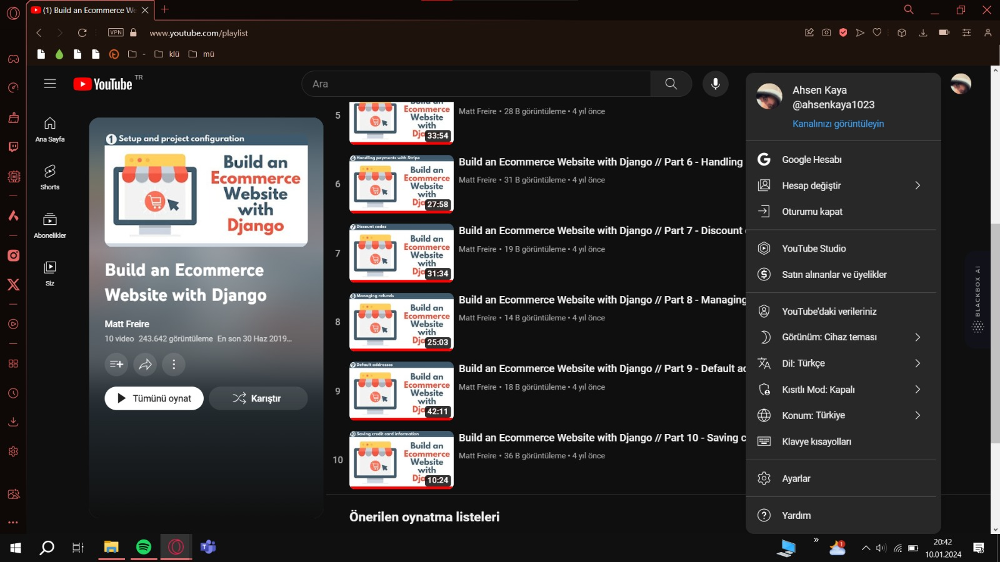 (1) Build an Ecommerce We
VPN
www.youtube.com/playlist
-
klü
mü
YouTube TR
Ara
Ana Sayfa
Shorts
Abonelikler
Siz
1 Setup and project configuration
Build an
Ecommerce
Website
with
Django
Build an Ecommerce
Website with Django
Matt Freire
10 video 243.642 görüntüleme En son 30 Haz 2019...
Tümünü oynat
Karıştır
5
Ecommerce
Website
with
33:54
Matt Freire • 28 B görüntüleme • 4 yıl önce
6
6 Handling payments with Stripe
Build an
Ecommerce
Website
with
27:58
Build an Ecommerce Website with Django // Part 6 - Handling
Matt Freire • 31 B görüntüleme • 4 yıl önce
7
7 Discount codes
Build an
Ecommerce
Website
with
31:34
Build an Ecommerce Website with Django // Part 7 - Discount
Matt Freire • 19 B görüntüleme • 4 yıl önce
8
8 Managing refunds
Build an
Ecommerce
Website
with
25:03
Build an Ecommerce Website with Django // Part 8 - Managing
Matt Freire • 14 B görüntüleme • 4 yıl önce
9
9 Default addresses
Build an
Ecommerce
Website
with
42:11
Build an Ecommerce Website with Django // Part 9 - Default ad
Matt Freire • 18 B görüntüleme • 4 yıl önce
10
10 Saving credit card information
Build an
Ecommerce
Website
with
10:24
Build an Ecommerce Website with Django // Part 10 - Saving c
Matt Freire • 36 B görüntüleme • 4 yıl önce
Önerilen oynatma listeleri
Ahsen Kaya
@ahsenkaya1023
Kanalınızı görüntüleyin
Google Hesabı
Hesap değiştir
Oturumu kapat
YouTube Studio
Satın alınanlar ve üyelikler
YouTube'daki verileriniz
Görünüm: Cihaz teması
Dil: Türkçe
Kısıtlı Mod: Kapalı
Konum: Türkiye
Klavye kısayolları
Ayarlar
Yardım
BLACKBOX AI
1
20:42
10.01.2024